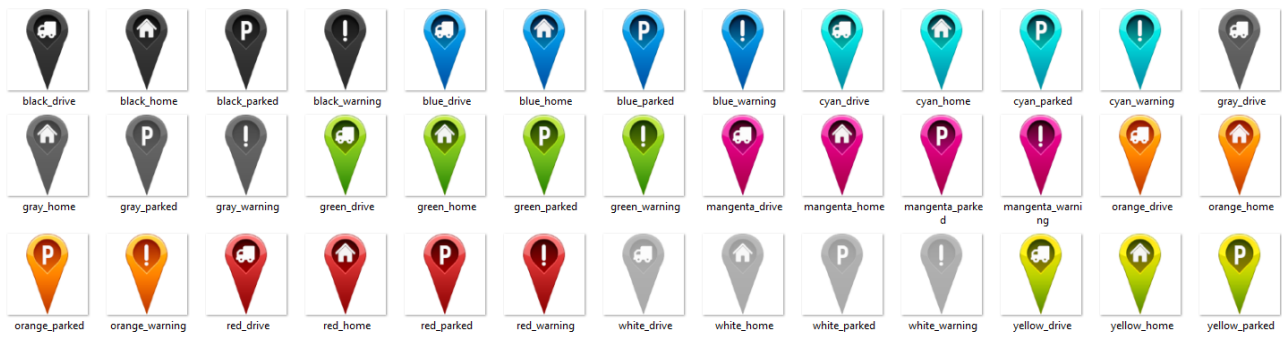 black_drive black_home black_parked black_warning blue_drive blue_home blue_parked blue_warning cyan_drive cyan_home cyan_parked cyan_warning gray_drive
gray_home gray_parked gray_warning green_drive green_home green_parked green_warning mangenta_drive mangenta_home mangenta_parke mangenta_warni orange_drive orange_home
d ng
P ! P ! P !
orange_parked orange_warning red_drive red_home red_parked red_warning white_drive white_home white_parked white_warning yellow_drive yellow_home yellow_parked